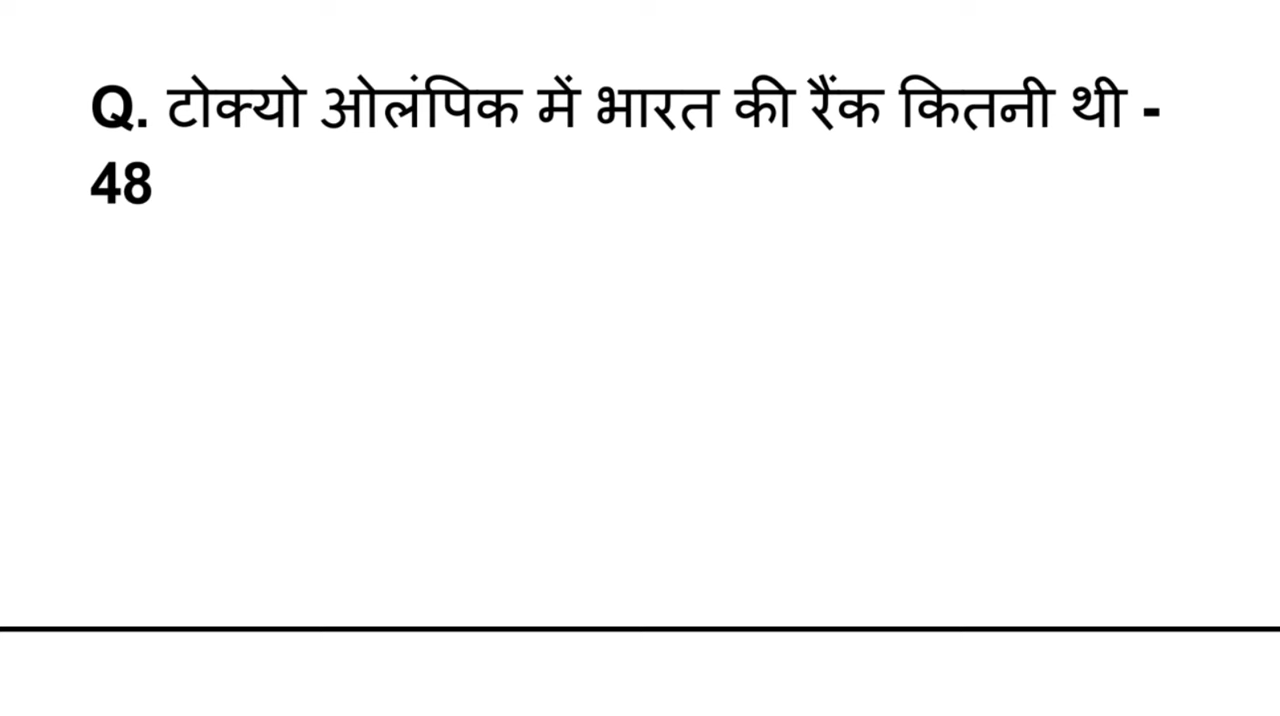 Q. टोक्यो ओलंपिक में भारत की रैंक कितनी थी -
48